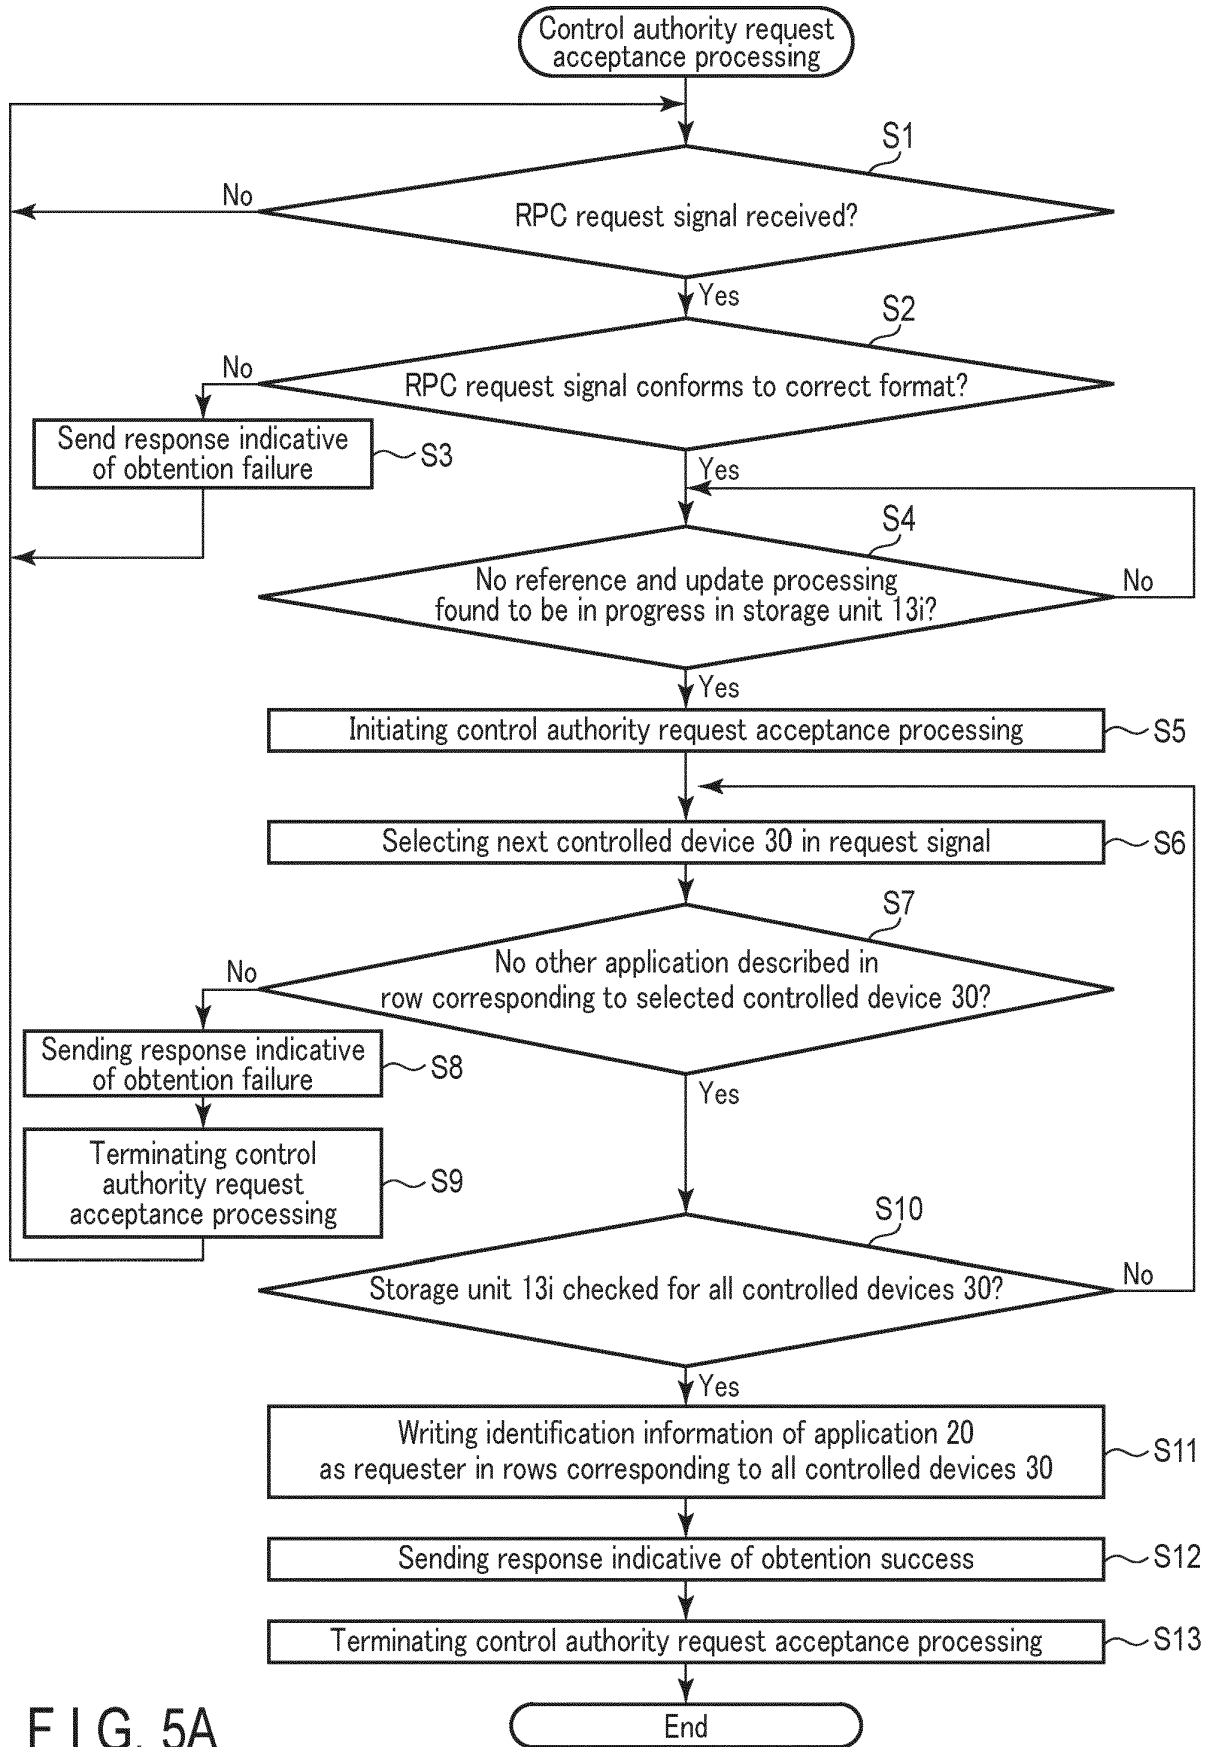 Control authority request
acceptance processing
S1
No
RPC request signal received?
Yes
S2
No
RPC request signal conforms to correct format?
Send response indicative
of obtention failure
S3
Yes
S4
No reference and update processing
found to be in progress in storage unit 13i?
No
Yes
Initiating control authority request acceptance processing
S5
Selecting next controlled device 30 in request signal
S6
S7
No other application described in
row corresponding to selected controlled device 30?
No
Sending response indicative
of obtention failure
S8
Yes
Terminating control
authority request
acceptance processing
S9
S10
Storage unit 13i checked for all controlled devices 30?
No
Yes
Writing identification information of application 20
as requester in rows corresponding to all controlled devices 30
S11
Sending response indicative of obtention success
S12
Terminating control authority request acceptance processing
S13
End
FIG. 5A